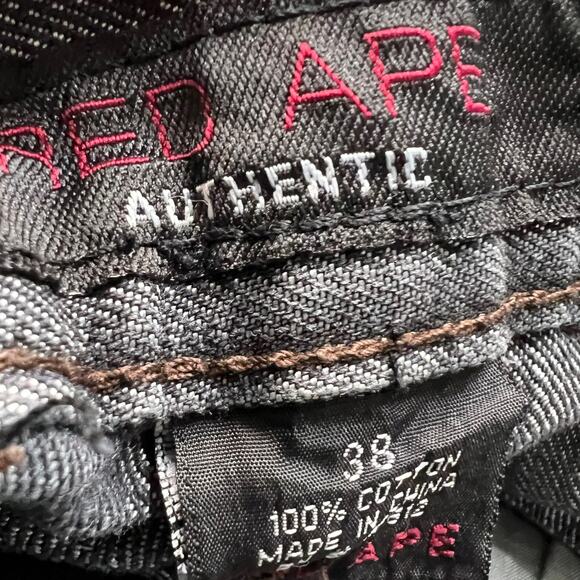 RED APE
AUTHENTIC
38
100% COTTON
MADE IN CHINA
APE